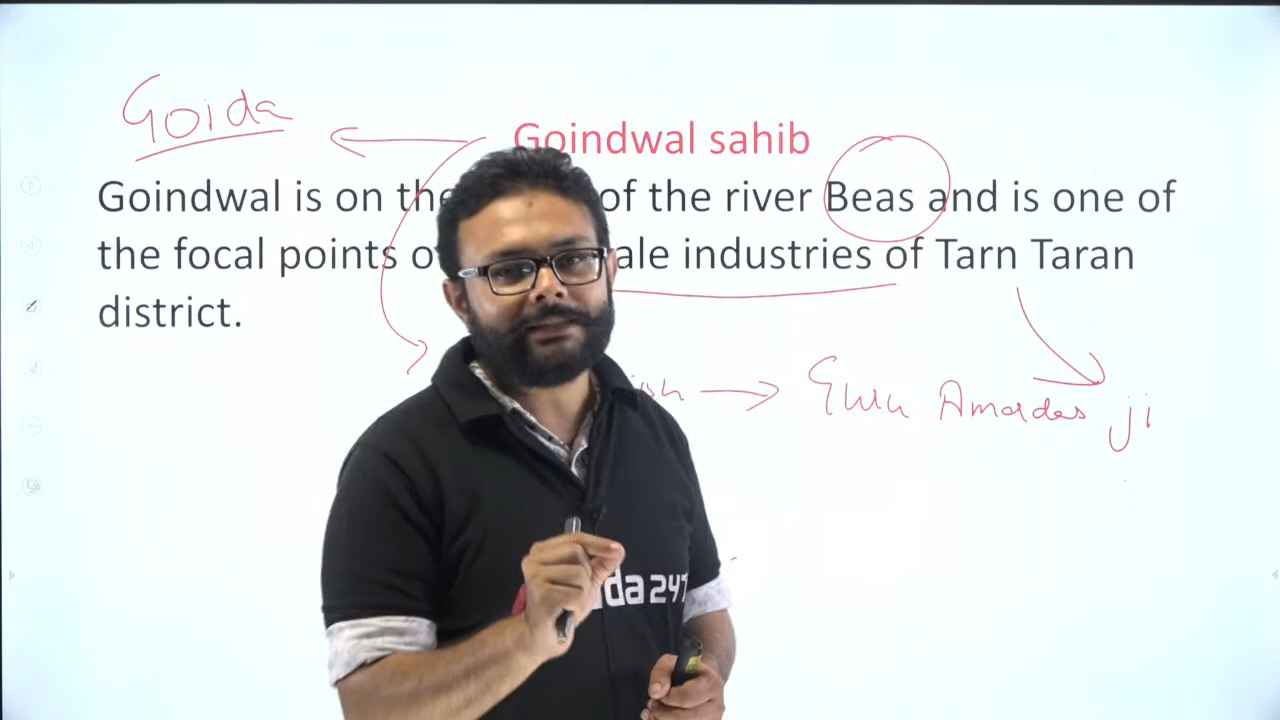 Goida
Goindwal sahib
Goindwal is on the of the river Beas and is one of
the focal points ale industries of Tarn Taran
district.
Guru Amardas ji
da 247